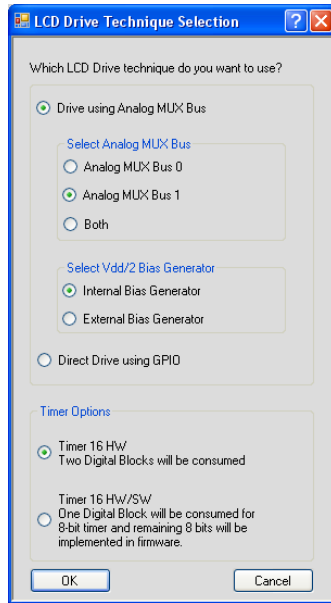 LCD Drive Technique Selection
Which LCD Drive technique do you want to use?
Drive using Analog MUX Bus
Select Analog MUX Bus
Analog MUX Bus 0
Analog MUX Bus 1
Both
Select Vdd/2 Bias Generator
Internal Bias Generator
External Bias Generator
Direct Drive using GPIO
Timer Options
Timer 16 HW
Two Digital Blocks will be consumed
Timer 16 HW/SW
One Digital Block will be consumed for
8-bit timer and remaining 8 bits will be
implemented in firmware.
OK
Cancel